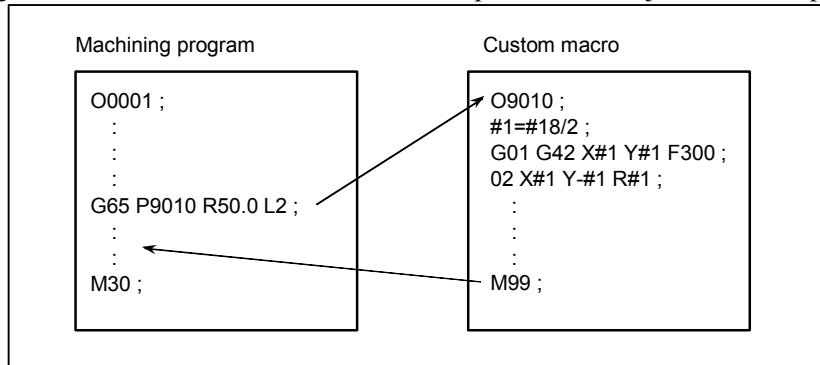 Machining program
O0001 ;
:
:
:
G65 P9010 R50.0 L2 ;
:
:
M30 ;
Custom macro
O9010 ;
#1=#18/2 ;
G01 G42 X#1 Y#1 F300 ;
02 X#1 Y-#1 R#1 ;
:
:
:
M99 ;